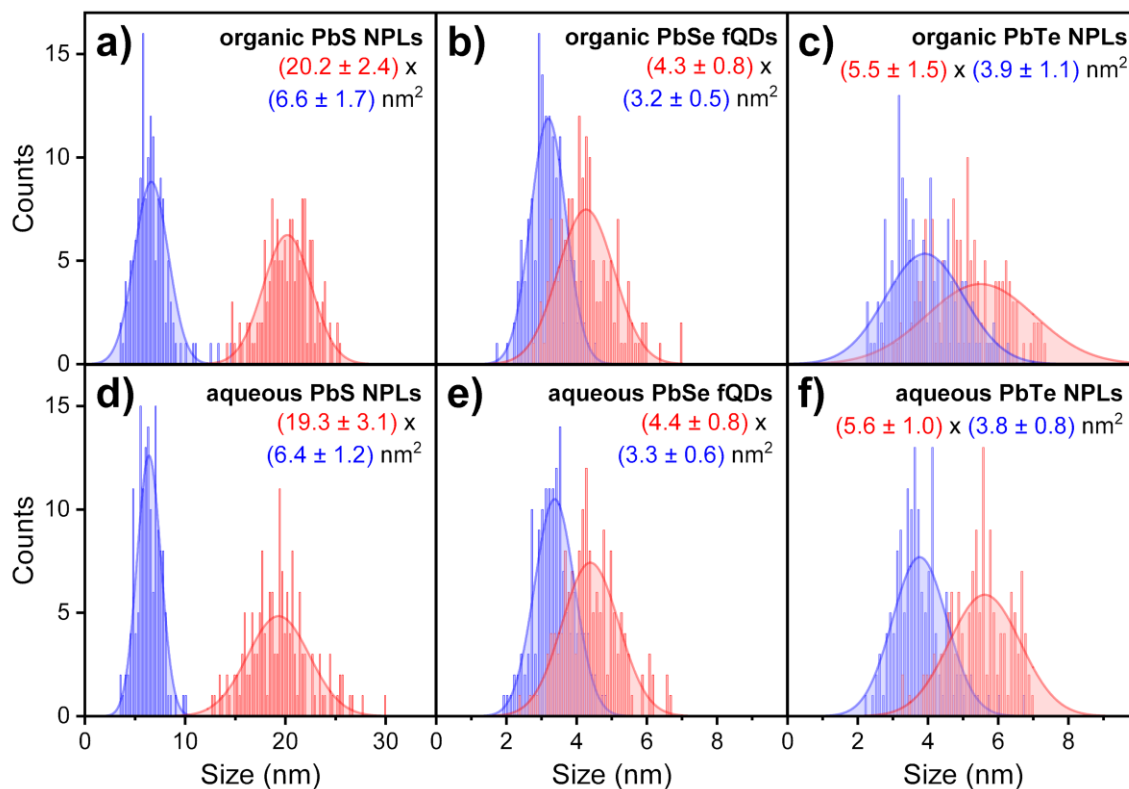 a)
organic PbS NPLs
(20.2 ± 2.4) x
(6.6 ± 1.7) nm²
b)
organic PbSe fQDs
(4.3 ± 0.8) x
(3.2 ± 0.5) nm²
c)
organic PbTe NPLs
(5.5 ± 1.5) x (3.9 ± 1.1) nm²
15
10
5
0
Counts
d)
aqueous PbS NPLs
(19.3 ± 3.1) x
(6.4 ± 1.2) nm²
e)
aqueous PbSe fQDs
(4.4 ± 0.8) x
(3.3 ± 0.6) nm²
f)
aqueous PbTe NPLs
(5.6 ± 1.0) x (3.8 ± 0.8) nm²
15
10
5
0
Counts
0 10 20 30
2 4 6 8
0 2 4 6 8
Size (nm)
Size (nm)
Size (nm)